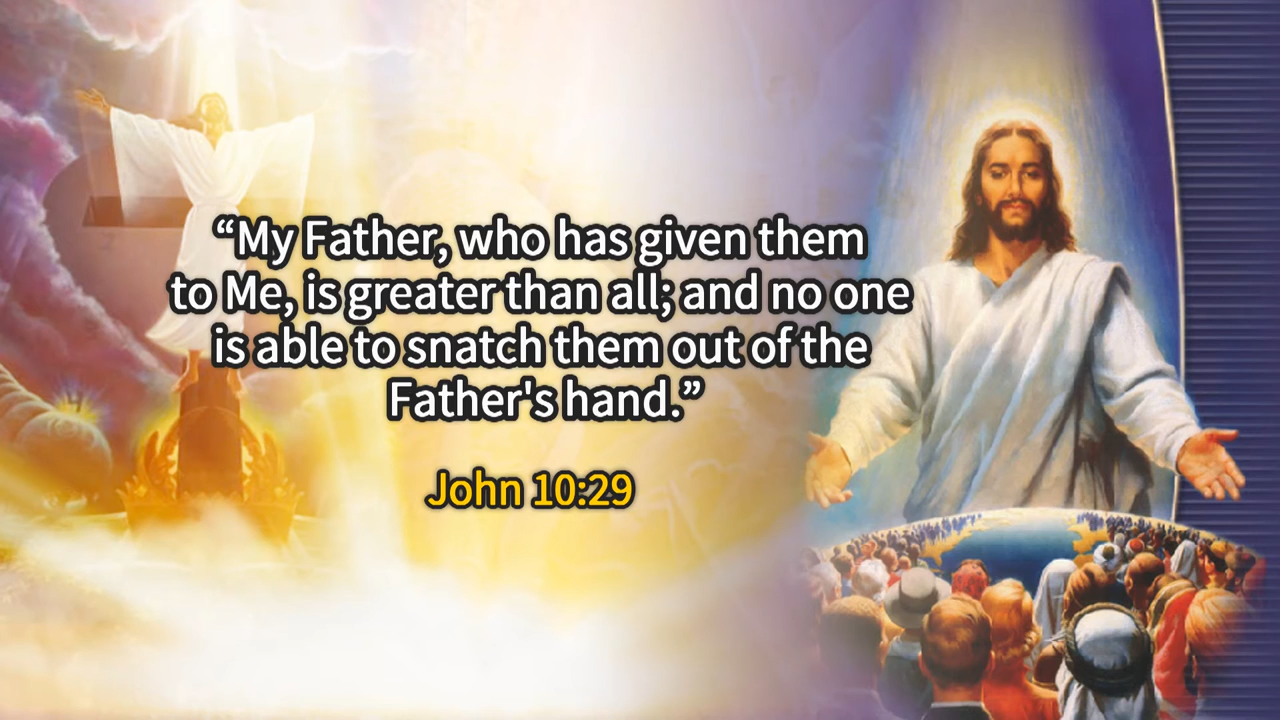 “My Father, who has given them
to Me, is greater than all; and no one
is able to snatch them out of the
Father's hand.”
John 10:29